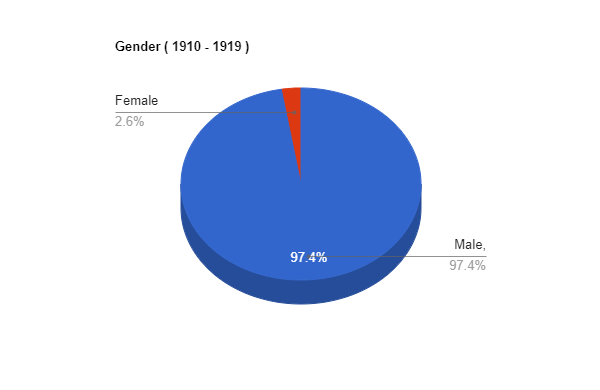 Gender ( 1910 - 1919 )
Female
2.6%
97.4%
Male,
97.4%